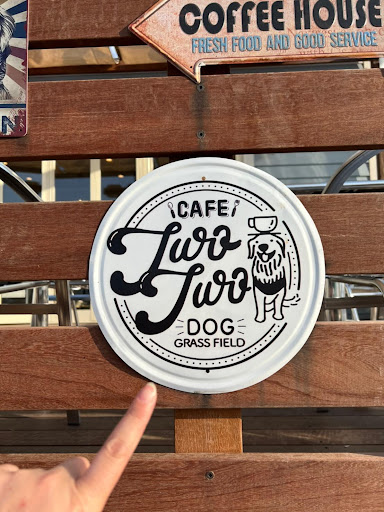 COFFEE HOUSE
FRESH FOOD AND GOOD SERVICE
N
CAFE
Two
Two
DOG
GRASS FIELD